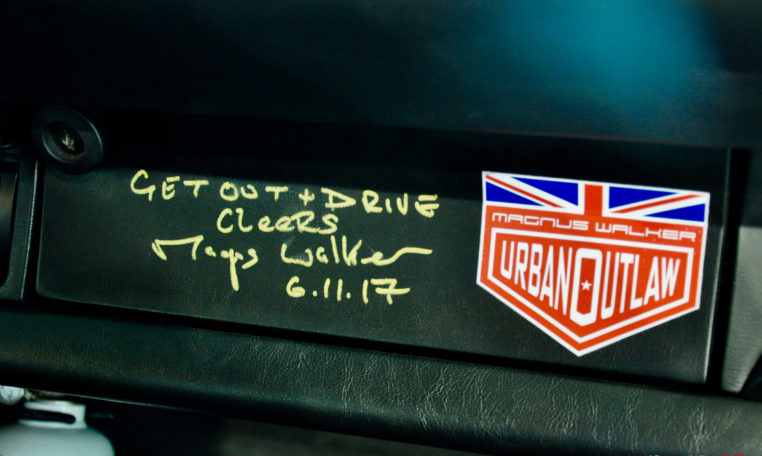 GET OUT + DRIVE
CHEERS
Magnus Walker
6.11.17
MAGNUS WALKER
URBAN OUTLAW